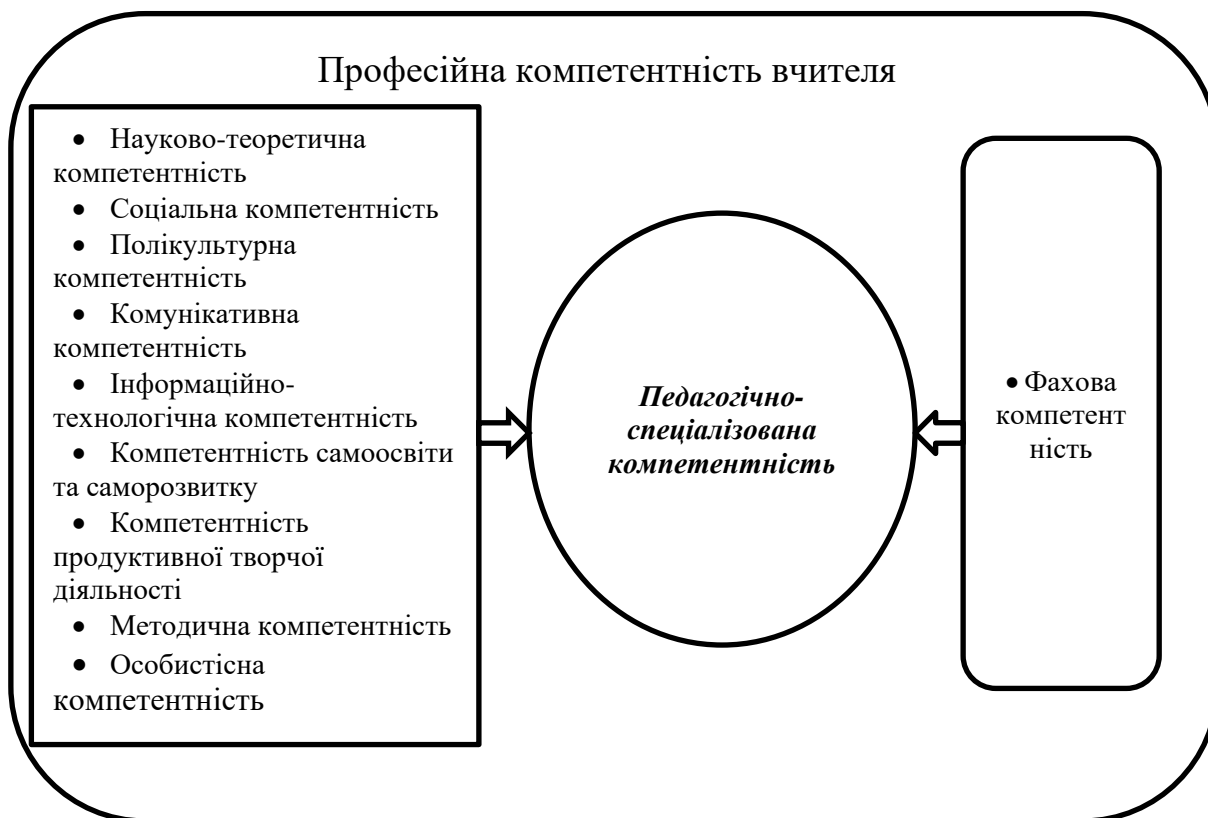 Професійна компетентність вчителя
• Науково-теоретична
компетентність
• Соціальна компетентність
• Полікультурна
компетентність
• Комунікативна
компетентність
• Інформаційно-
технологічна компетентність
• Компетентність самоосвіти
та саморозвитку
• Компетентність
продуктивної творчої
діяльності
• Методична компетентність
• Особистісна
компетентність
Педагогічно-
спеціалізована
компетентність
• Фахова
компетент
ність